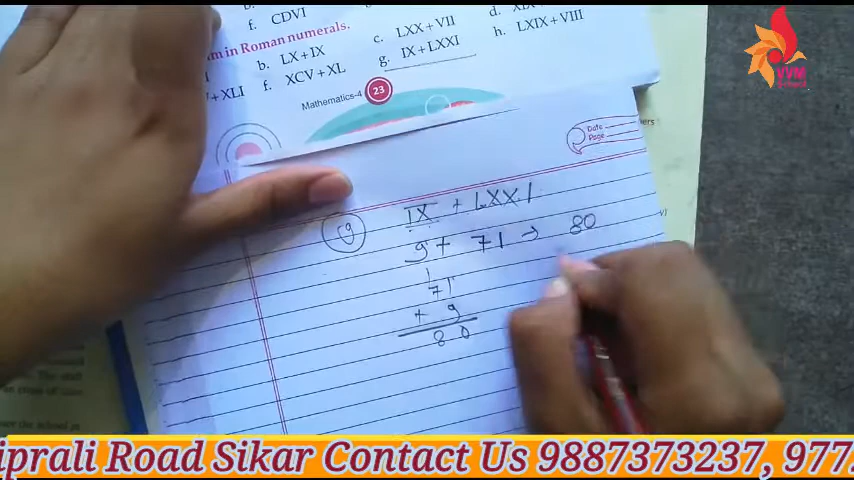 f. CDVI
m in Roman numerals.
b. LX + IX
c. LXX + VII
d.
XLI
f. XCV + XL
g. IX + LXXI
h. LXIX + VIII
Mathematics-4 23
VVM
Date
Page
g
IX + LXXI
9 + 71 → 80
1
71
+ 9
80
iprali Road Sikar Contact Us 9887373237, 977